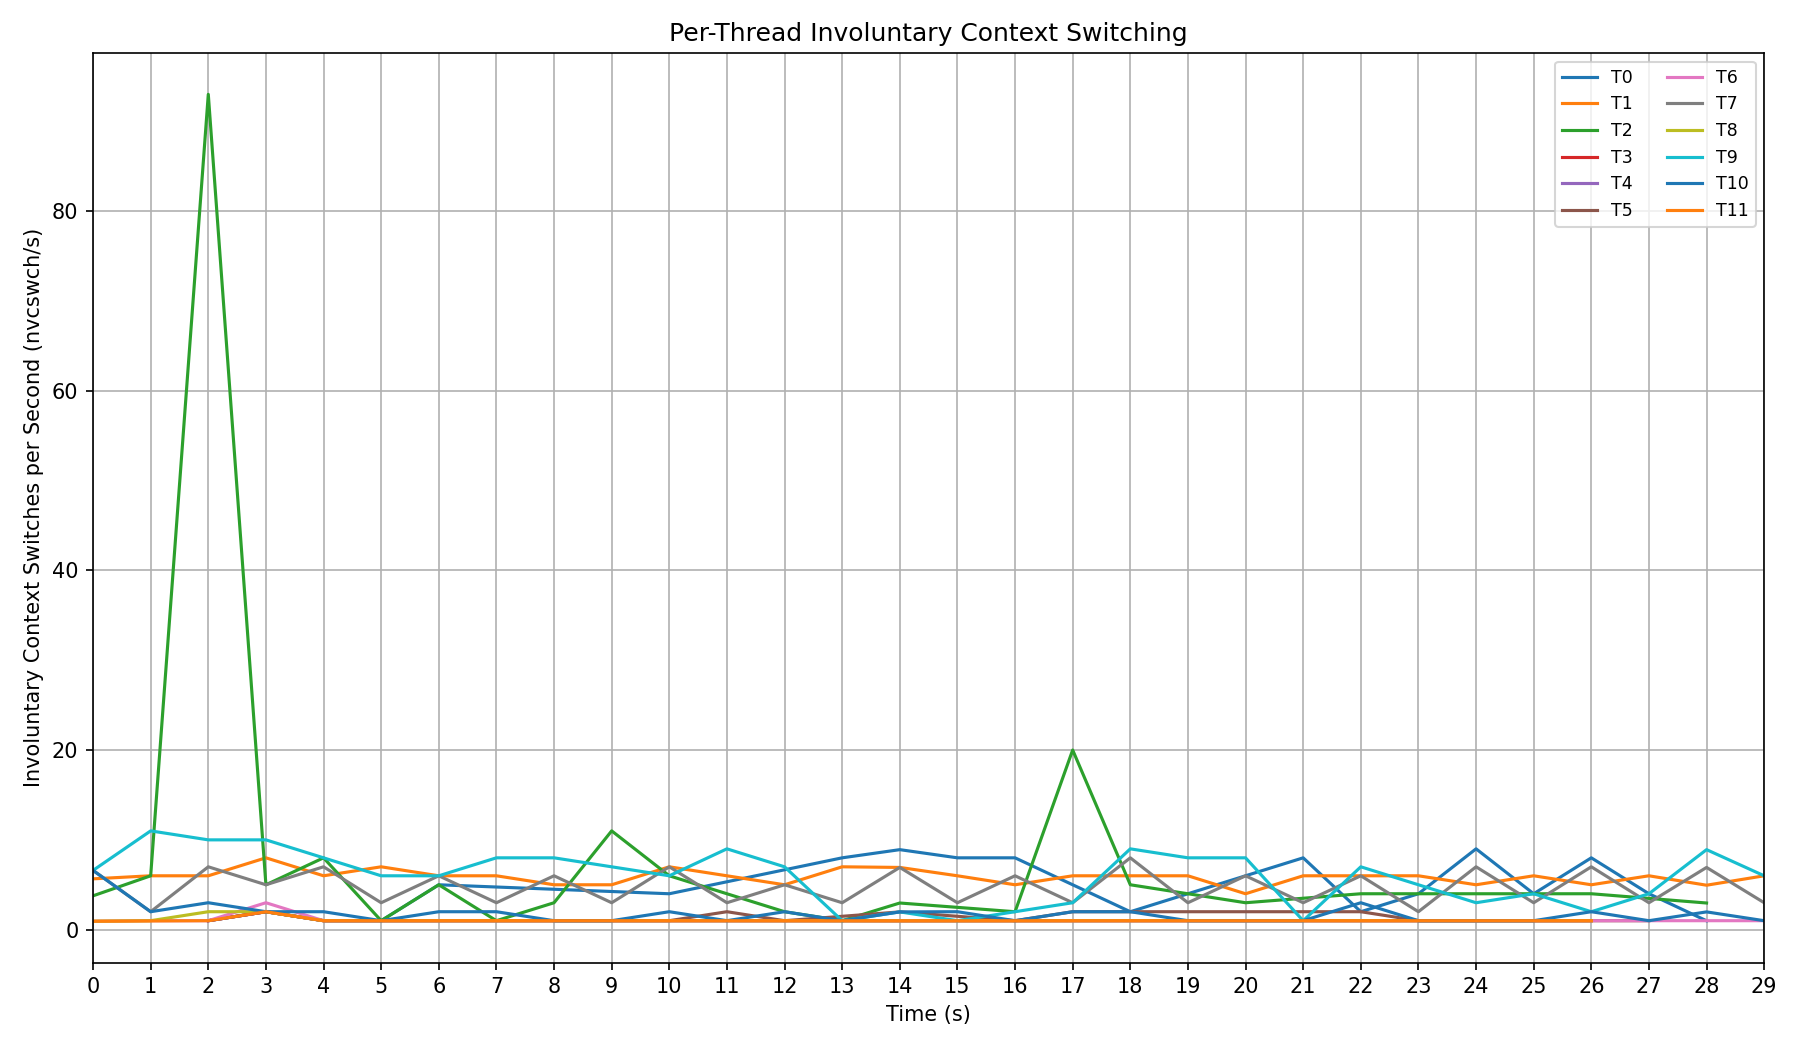 Per-Thread Involuntary Context Switching
Involuntary Context Switches per Second (nvcswch/s)
80
60
40
20
0
T0 T6
T1 T7
T2 T8
T3 T9
T4 T10
T5 T11
0 1 2 3 4 5 6 7 8 9 10 11 12 13 14 15 16 17 18 19 20 21 22 23 24 25 26 27 28 29
Time (s)